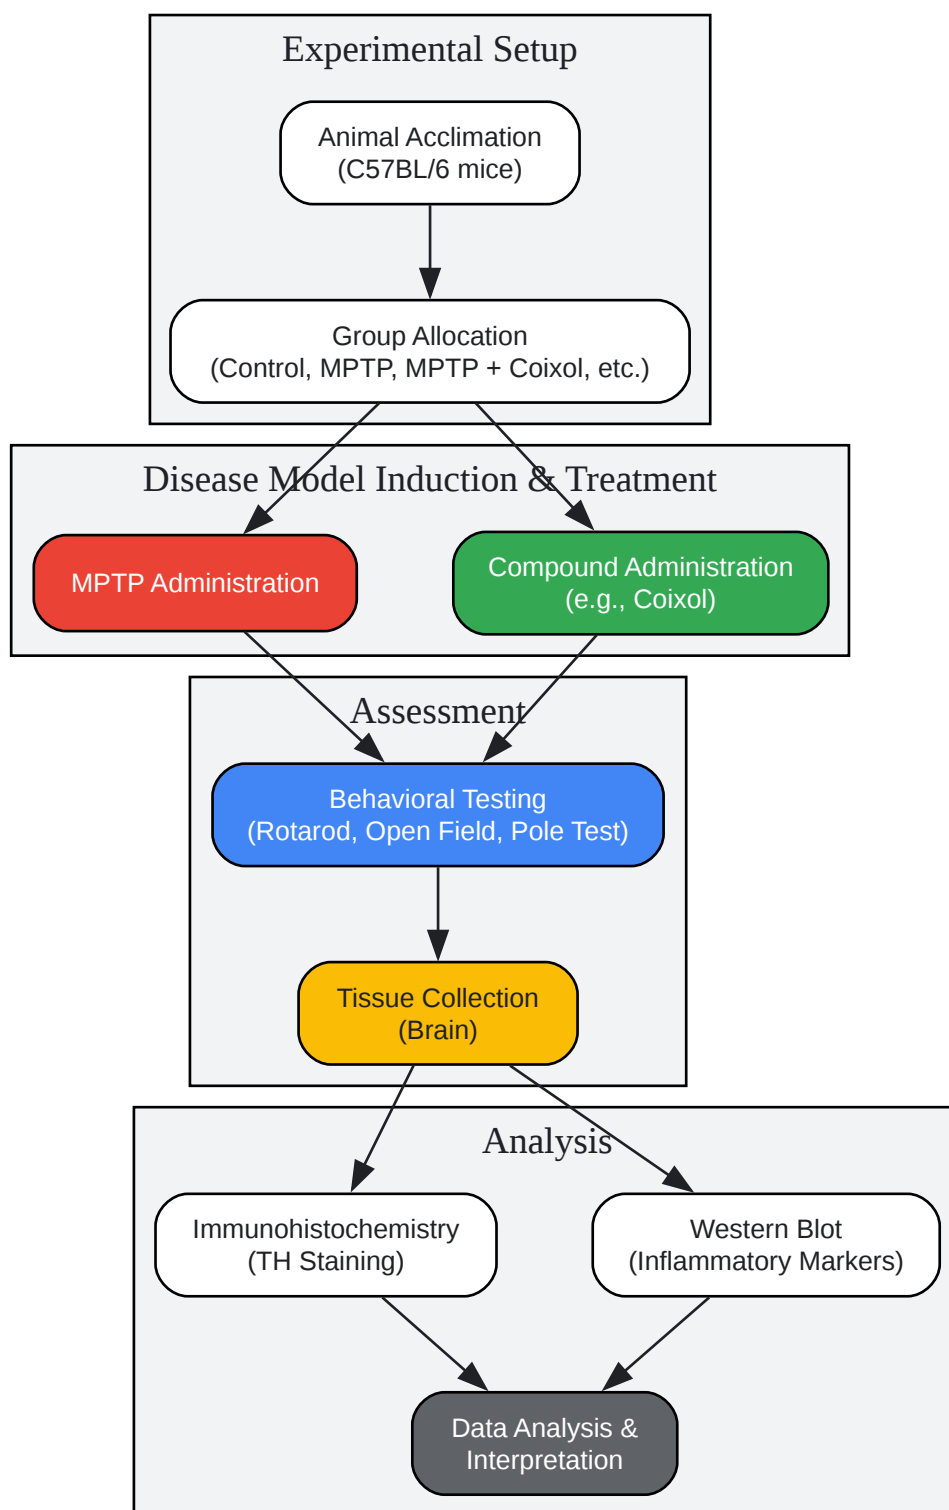 Experimental Setup
Animal Acclimation
(C57BL/6 mice)
Group Allocation
(Control, MPTP, MPTP + Coixol, etc.)
Disease Model Induction & Treatment
MPTP Administration
Compound Administration
(e.g., Coixol)
Assessment
Behavioral Testing
(Rotarod, Open Field, Pole Test)
Tissue Collection
(Brain)
Analysis
Immunohistochemistry
(TH Staining)
Western Blot
(Inflammatory Markers)
Data Analysis &
Interpretation